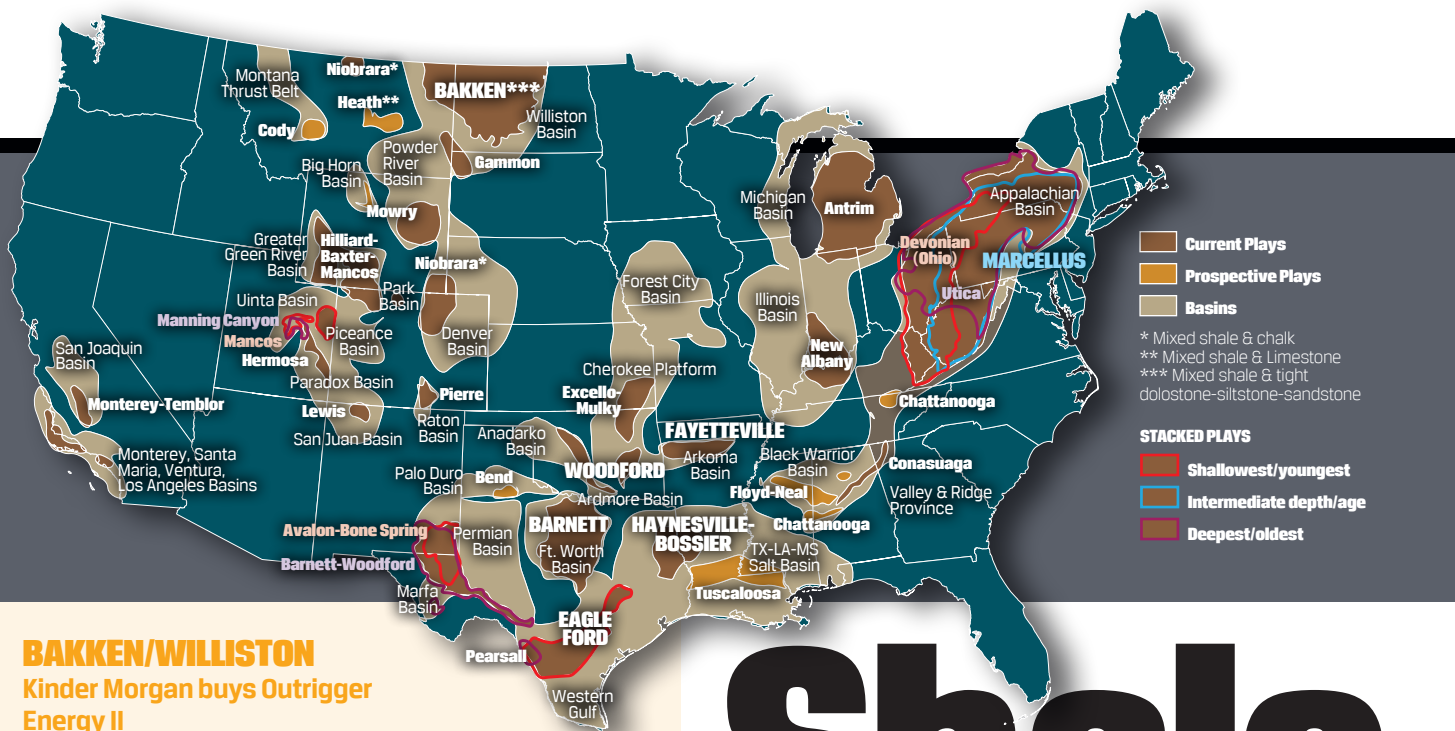 Montana
Thrust Belt
Niobrara*
Heath**
Cody
BAKKEN***
Williston
Basin
Powder
River
Basin
Gammon
Big Horn
Basin
Mowry
Greater
Green River
Basin
Hilliard-
Baxter-
Mancos
Niobrara*
Park
Basin
Uinta Basin
Manning Canyon
Mancos
Piceance
Basin
Denver
Basin
Hermosa
Paradox Basin
San Joaquin
Basin
Monterey-Temblor
Monterey, Santa
Maria, Ventura,
Los Angeles Basins
Lewis
San Juan Basin
Pierre
Raton
Basin
Anadarko
Basin
Palo Duro
Basin
Bend
Avalon-Bone Spring
Permian
Basin
Barnett-Woodford
Marfa
Basin
Pearsall
Michigan
Basin
Antrim
Forest City
Basin
Illinois
Basin
New
Albany
Cherokee Platform
Excello-
Mulky
FAYETTEVILLE
Arkoma
Basin
WOODFORD
Ardmore Basin
BARNETT
Ft. Worth
Basin
HAYNESVILLE-
BOSSIER
Black Warrior
Basin
Floyd-Neal
Chattanooga
TX-LA-MS
Salt Basin
Tuscaloosa
EAGLE
FORD
Western
Gulf
Appalachian
Basin
Devonian
(Ohio)
MARCELLUS
Utica
Chattanooga
Conasuaga
Valley & Ridge
Province
Current Plays
Prospective Plays
Basins
* Mixed shale & chalk
** Mixed shale & Limestone
*** Mixed shale & tight
dolostone-siltstone-sandstone
STACKED PLAYS
Shallowest/youngest
Intermediate depth/age
Deepest/oldest
BAKKEN/WILLISTON
Kinder Morgan buys Outrigger
Energy II
Shale